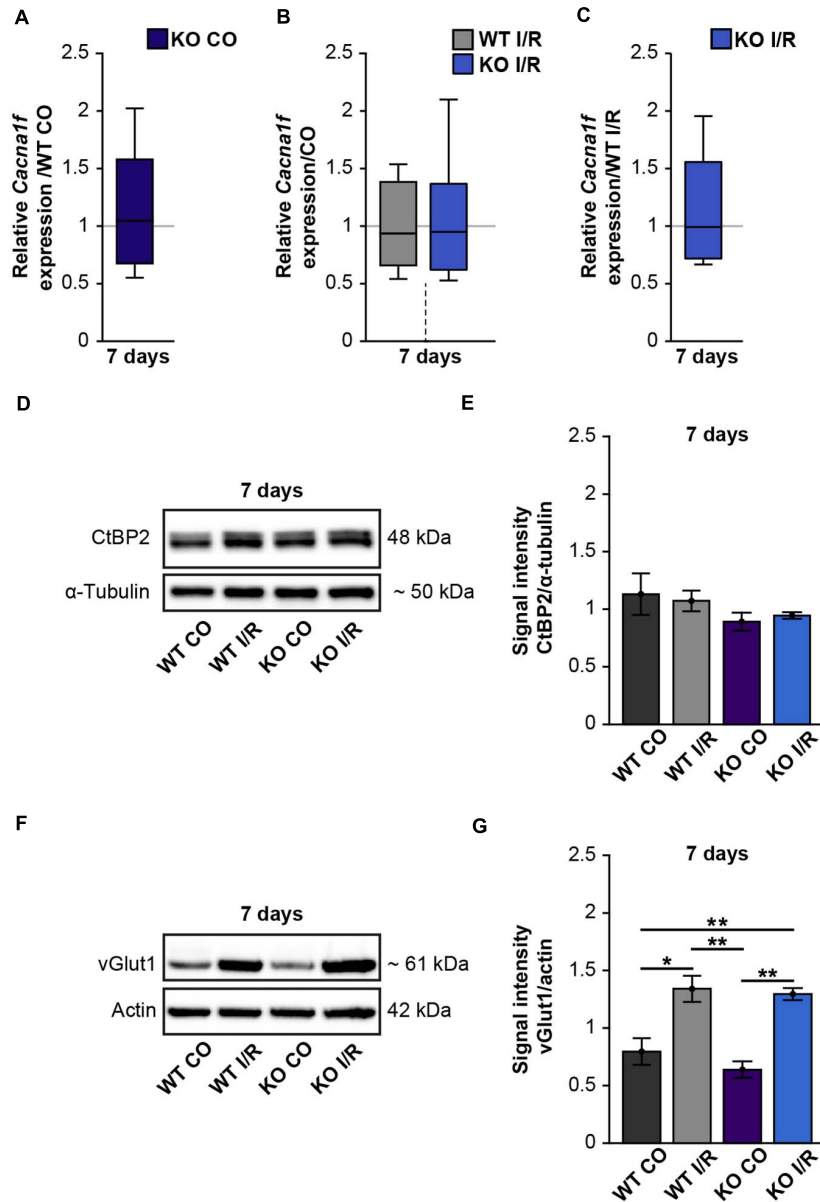 A
KO CO
Relative Cacna1f
expression /WT CO
2.5
2
1.5
1
0.5
0
7 days
B
WT I/R
KO I/R
Relative Cacna1f
expression/CO
2.5
2
1.5
1
0.5
0
7 days
C
KO I/R
Relative Cacna1f
expression/WT I/R
2.5
2
1.5
1
0.5
0
7 days
D
7 days
CtBP2
48 kDa
α-Tubulin
~ 50 kDa
WT CO
WT I/R
KO CO
KO I/R
E
7 days
Signal intensity
CtBP2/α-tubulin
2.5
2
1.5
1
0.5
0
WT CO
WT I/R
KO CO
KO I/R
F
7 days
vGlut1
~ 61 kDa
Actin
42 kDa
WT CO
WT I/R
KO CO
KO I/R
G
7 days
Signal intensity
vGlut1/actin
2.5
2
1.5
1
0.5
0
**
**
*
**
WT CO
WT I/R
KO CO
KO I/R